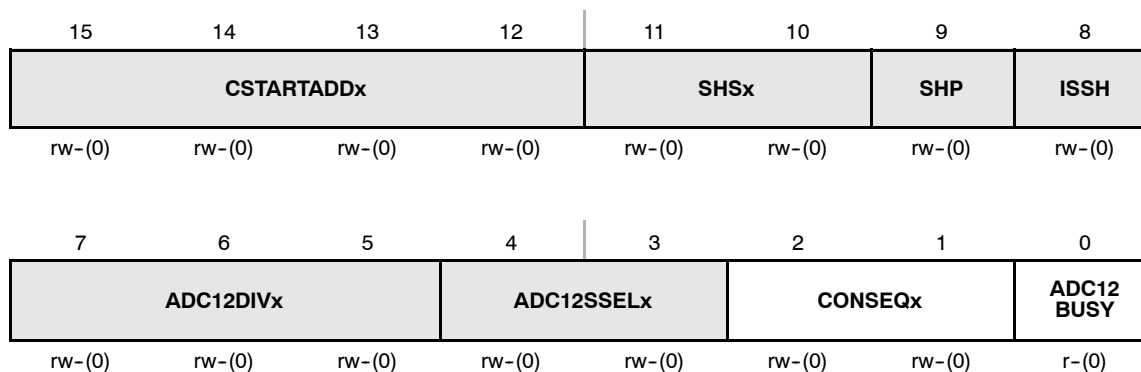 15 14 13 12 11 10 9 8
CSTARTADDx SHSx SHP ISSH
rw-(0) rw-(0) rw-(0) rw-(0) rw-(0) rw-(0) rw-(0) rw-(0)
7 6 5 4 3 2 1 0
ADC12DIVx ADC12SSELx CONSEQx ADC12
BUSY
rw-(0) rw-(0) rw-(0) rw-(0) rw-(0) rw-(0) rw-(0) r-(0)